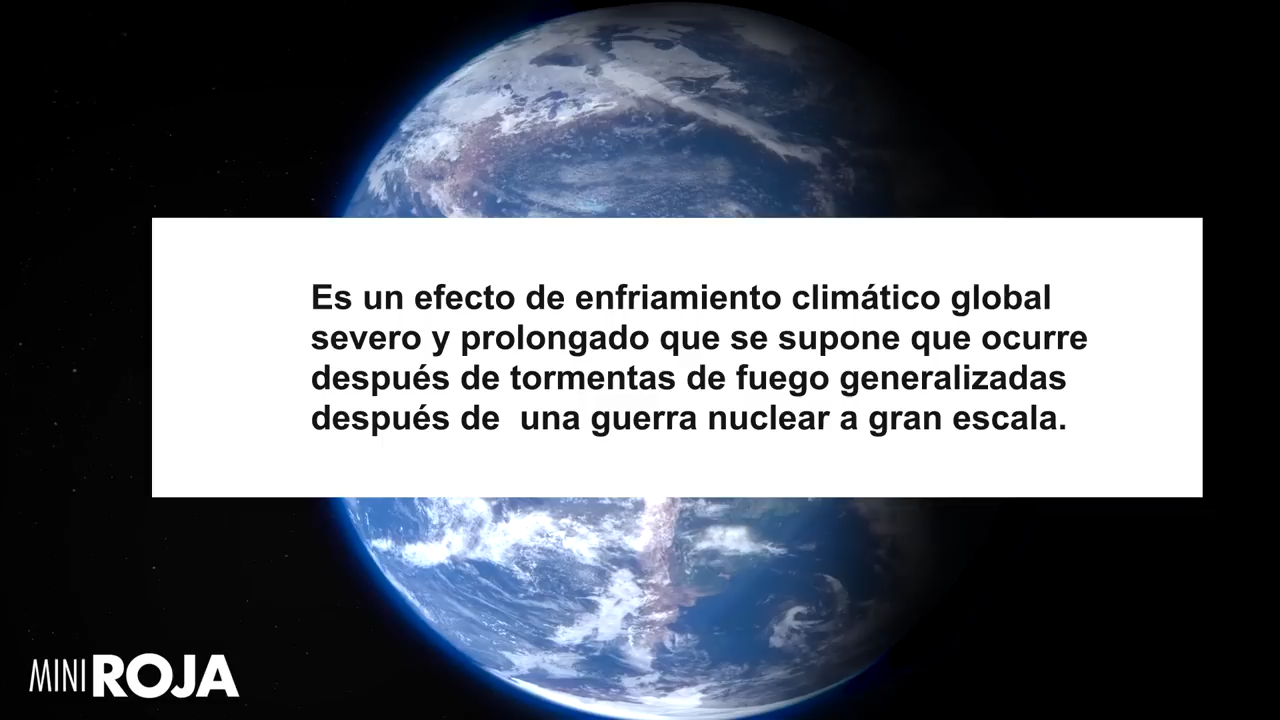 Es un efecto de enfriamiento climático global
severo y prolongado que se supone que ocurre
después de tormentas de fuego generalizadas
después de  una guerra nuclear a gran escala.
MINI ROJA